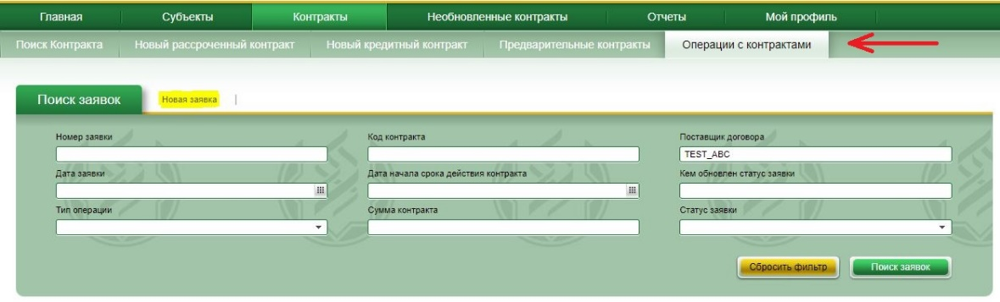 Главная Субъекты Контракты Необновленные контракты Отчеты Мой профиль
Поиск Контракта Новый рассроченный контракт Новый кредитный контракт Предварительные контракты Операции с контрактами
Поиск заявок Новая заявка
Номер заявки Код контракта Поставщик договора
TEST_ABC
Дата заявки Дата начала срока действия контракта Кем обновлен статус заявки
Тип операции Сумма контракта Статус заявки
Сбросить фильтр Поиск заявок